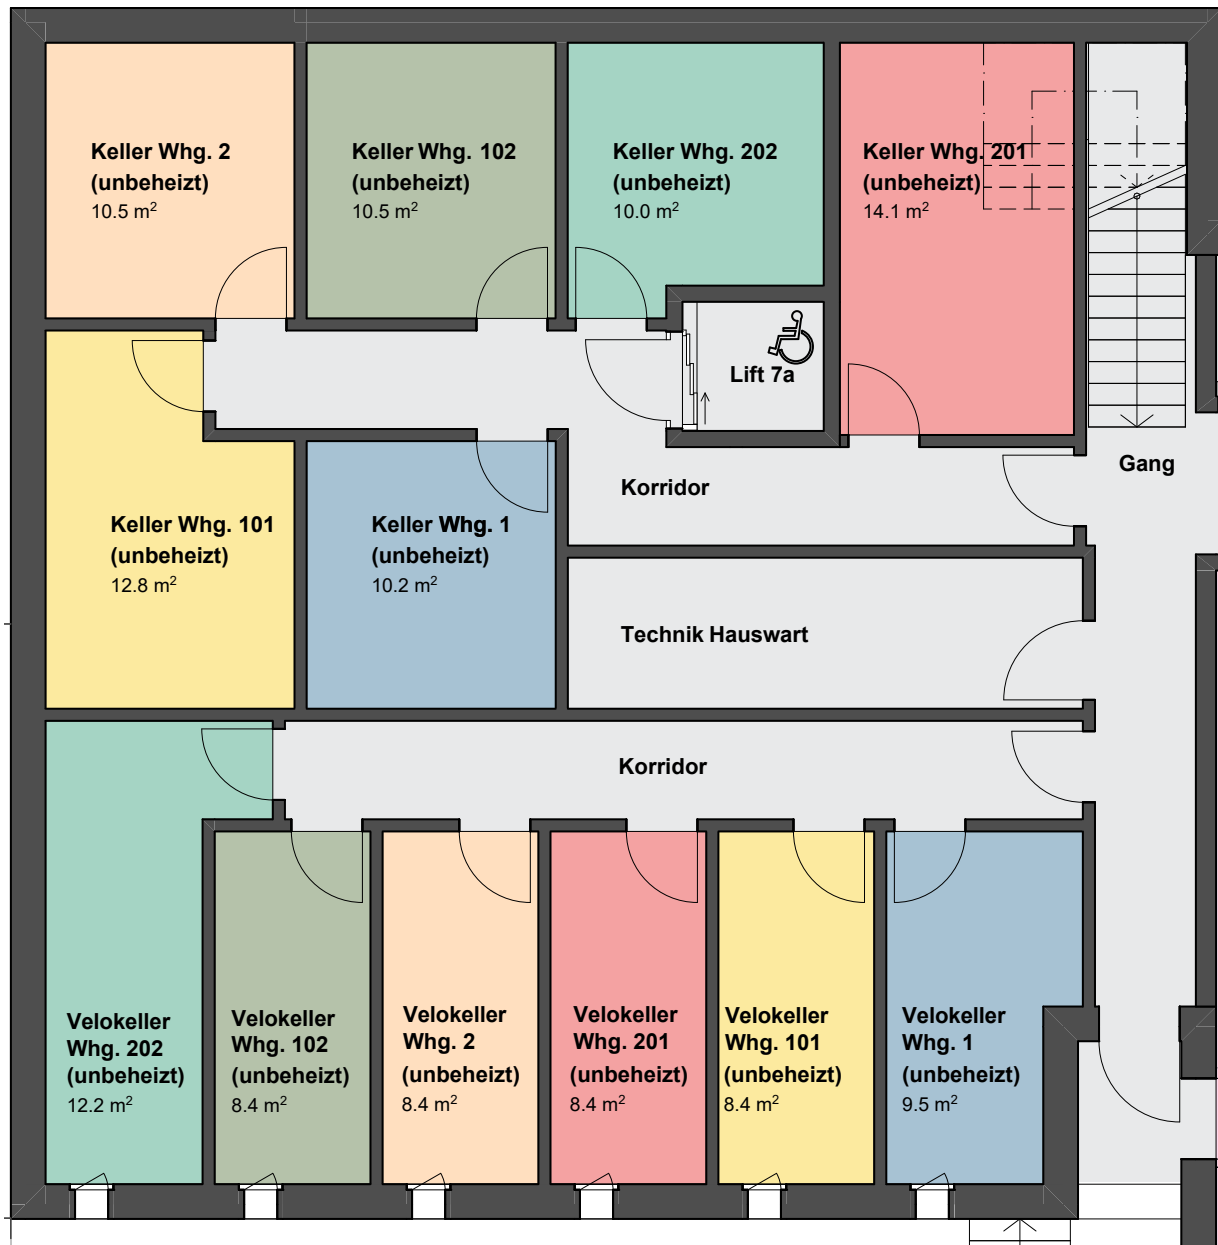 Keller Whg. 2
(unbeheizt)
10.5 m²
Keller Whg. 102
(unbeheizt)
10.5 m²
Keller Whg. 202
(unbeheizt)
10.0 m²
Keller Whg. 201
(unbeheizt)
14.1 m²
Lift 7a
Gang
Korridor
Keller Whg. 101
(unbeheizt)
12.8 m²
Keller Whg. 1
(unbeheizt)
10.2 m²
Technik Hauswart
Korridor
Velokeller
Whg. 202
(unbeheizt)
12.2 m²
Velokeller
Whg. 102
(unbeheizt)
8.4 m²
Velokeller
Whg. 2
(unbeheizt)
8.4 m²
Velokeller
Whg. 201
(unbeheizt)
8.4 m²
Velokeller
Whg. 101
(unbeheizt)
8.4 m²
Velokeller
Whg. 1
(unbeheizt)
9.5 m²